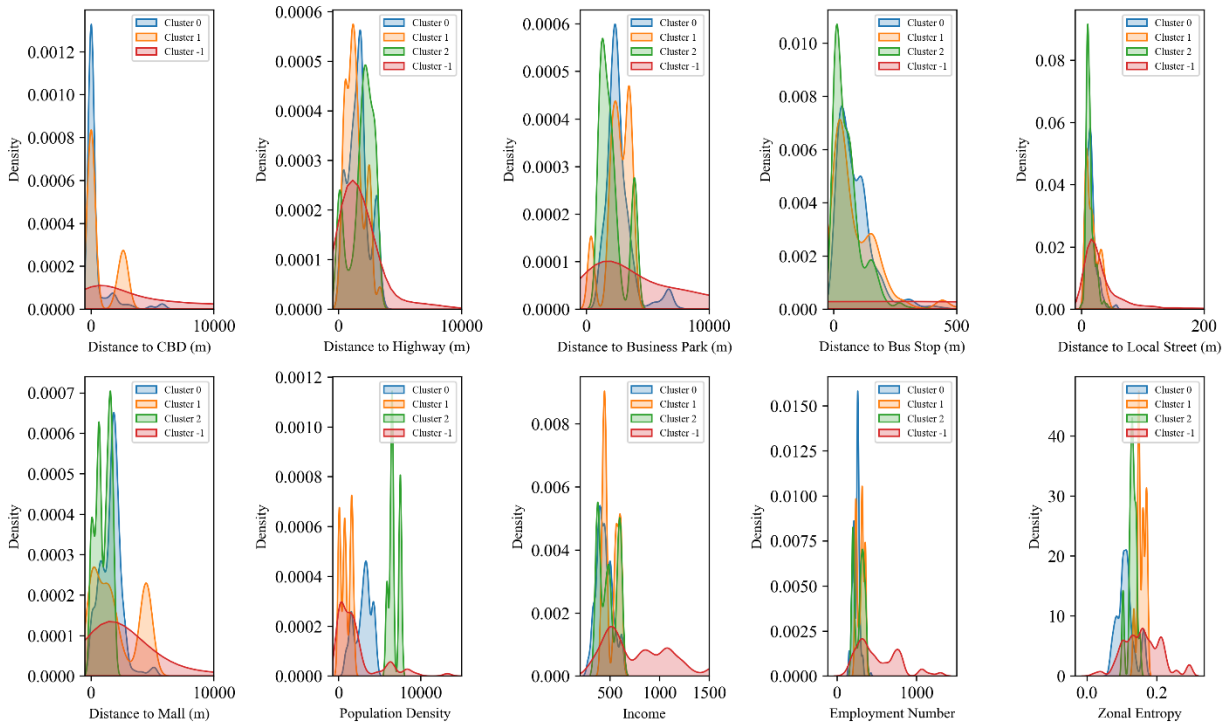 0.0012
0.0010
0.0008
0.0006
0.0004
0.0002
0.0000
Density
0
10000
Distance to CBD (m)
Cluster 0
Cluster 1
Cluster -1
0.0006
0.0005
0.0004
0.0003
0.0002
0.0001
0.0000
Density
0
10000
Distance to Highway (m)
Cluster 0
Cluster 1
Cluster 2
Cluster -1
0.0006
0.0005
0.0004
0.0003
0.0002
0.0001
0.0000
Density
0
10000
Distance to Business Park (m)
Cluster 0
Cluster 1
Cluster 2
Cluster -1
0.010
0.008
0.006
0.004
0.002
0.000
Density
0
500
Distance to Bus Stop (m)
Cluster 0
Cluster 1
Cluster 2
Cluster -1
0.08
0.06
0.04
0.02
0.00
Density
0
200
Distance to Local Street (m)
Cluster 0
Cluster 1
Cluster 2
Cluster -1
0.0007
0.0006
0.0005
0.0004
0.0003
0.0002
0.0001
0.0000
Density
0
10000
Distance to Mall (m)
Cluster 0
Cluster 1
Cluster 2
Cluster -1
0.0012
0.0010
0.0008
0.0006
0.0004
0.0002
0.0000
Density
0
10000
Population Density
Cluster 0
Cluster 1
Cluster 2
Cluster -1
0.008
0.006
0.004
0.002
0.000
Density
500
1000
1500
Income
Cluster 0
Cluster 1
Cluster 2
Cluster -1
0.0150
0.0125
0.0100
0.0075
0.0050
0.0025
0.0000
Density
0
1000
Employment Number
Cluster 0
Cluster 1
Cluster 2
Cluster -1
40
30
20
10
0
Density
0.0
0.2
Zonal Entropy
Cluster 0
Cluster 1
Cluster 2
Cluster -1